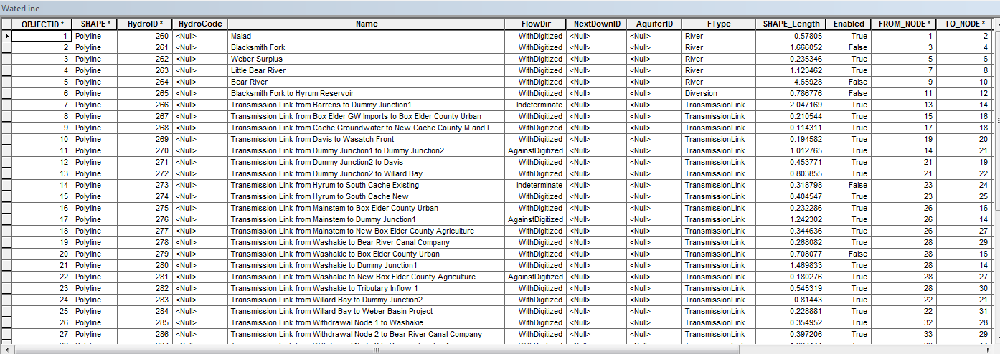 WaterLine
OBJECTID * SHAPE * HydroID * HydroCode Name FlowDir NextDownID AquiferID FType SHAPE_Length Enabled FROM_NODE * TO_NODE *
1 Polyline 260 <Null> Malad WithDigitized <Null> <Null> River 0.57805 True 1 2
2 Polyline 261 <Null> Blacksmith Fork WithDigitized <Null> <Null> River 1.666052 False 3 4
3 Polyline 262 <Null> Weber Surplus WithDigitized <Null> <Null> River 0.235346 True 5 6
4 Polyline 263 <Null> Little Bear River WithDigitized <Null> <Null> River 1.123462 True 7 8
5 Polyline 264 <Null> Bear River WithDigitized <Null> <Null> River 4.65928 False 9 10
6 Polyline 265 <Null> Blacksmith Fork to Hyrum Reservoir WithDigitized <Null> <Null> Diversion 0.786776 False 11 12
7 Polyline 266 <Null> Transmission Link from Barrens to Dummy Junction1 Indeterminate <Null> <Null> TransmissionLink 2.047169 True 13 14
8 Polyline 267 <Null> Transmission Link from Box Elder GW Imports to Box Elder County Urban WithDigitized <Null> <Null> TransmissionLink 0.210544 True 15 16
9 Polyline 268 <Null> Transmission Link from Cache Groundwater to New Cache County M and I WithDigitized <Null> <Null> TransmissionLink 0.114311 True 17 18
10 Polyline 269 <Null> Transmission Link from Davis to Wasatch Front WithDigitized <Null> <Null> TransmissionLink 0.194582 True 19 20
11 Polyline 270 <Null> Transmission Link from Dummy Junction1 to Dummy Junction2 AgainstDigitized <Null> <Null> TransmissionLink 1.012765 True 14 21
12 Polyline 271 <Null> Transmission Link from Dummy Junction2 to Davis WithDigitized <Null> <Null> TransmissionLink 0.453771 True 21 19
13 Polyline 272 <Null> Transmission Link from Dummy Junction2 to Willard Bay WithDigitized <Null> <Null> TransmissionLink 0.803855 True 21 22
14 Polyline 273 <Null> Transmission Link from Hyrum to South Cache Existing Indeterminate <Null> <Null> TransmissionLink 0.318798 False 23 24
15 Polyline 274 <Null> Transmission Link from Hyrum to South Cache New WithDigitized <Null> <Null> TransmissionLink 0.404547 True 23 25
16 Polyline 275 <Null> Transmission Link from Mainstem to Box Elder County Urban WithDigitized <Null> <Null> TransmissionLink 0.232286 True 26 16
17 Polyline 276 <Null> Transmission Link from Mainstem to Dummy Junction1 AgainstDigitized <Null> <Null> TransmissionLink 1.242302 True 26 14
18 Polyline 277 <Null> Transmission Link from Mainstem to New Box Elder County Agriculture WithDigitized <Null> <Null> TransmissionLink 0.344636 True 26 27
19 Polyline 278 <Null> Transmission Link from Washakie to Bear River Canal Company WithDigitized <Null> <Null> TransmissionLink 0.268082 True 28 29
20 Polyline 279 <Null> Transmission Link from Washakie to Box Elder County Urban WithDigitized <Null> <Null> TransmissionLink 0.708077 False 28 16
21 Polyline 280 <Null> Transmission Link from Washakie to Dummy Junction1 WithDigitized <Null> <Null> TransmissionLink 1.469833 True 28 14
22 Polyline 281 <Null> Transmission Link from Washakie to New Box Elder County Agriculture AgainstDigitized <Null> <Null> TransmissionLink 0.180276 True 28 27
23 Polyline 282 <Null> Transmission Link from Washakie to Tributary Inflow 1 WithDigitized <Null> <Null> TransmissionLink 0.545319 True 28 30
24 Polyline 283 <Null> Transmission Link from Willard Bay to Dummy Junction2 WithDigitized <Null> <Null> TransmissionLink 0.81443 True 22 21
25 Polyline 284 <Null> Transmission Link from Willard Bay to Weber Basin Project WithDigitized <Null> <Null> TransmissionLink 0.228881 True 22 31
26 Polyline 285 <Null> Transmission Link from Withdrawal Node 1 to Washakie WithDigitized <Null> <Null> TransmissionLink 0.354952 True 32 28
27 Polyline 286 <Null> Transmission Link from Withdrawal Node 2 to Bear River Canal Company WithDigitized <Null> <Null> TransmissionLink 0.397206 True 33 29